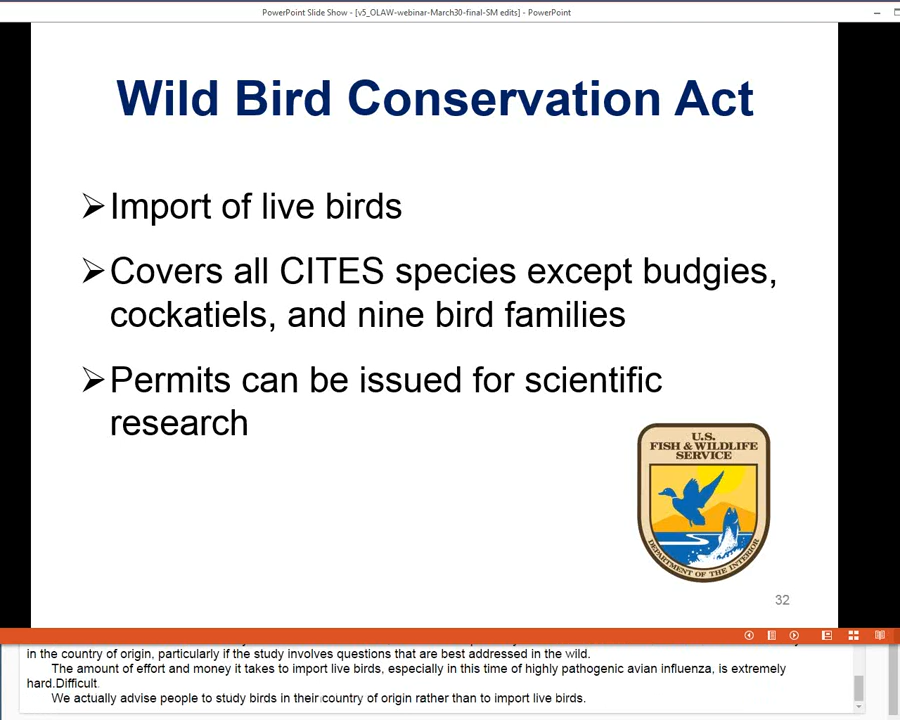 PowerPoint Slide Show - [v5_OLAW-webinar-March30-final-SM edits] - PowerPoint
Wild Bird Conservation Act
Import of live birds
Covers all CITES species except budgies,
cockatiels, and nine bird families
Permits can be issued for scientific
research
U.S.
FISH & WILDLIFE
SERVICE
DEPARTMENT OF THE INTERIOR
32
in the country of origin, particularly if the study involves questions that are best addressed in the wild.
The amount of effort and money it takes to import live birds, especially in this time of highly pathogenic avian influenza, is extremely
hard.Difficult.
We actually advise people to study birds in their country of origin rather than to import live birds.